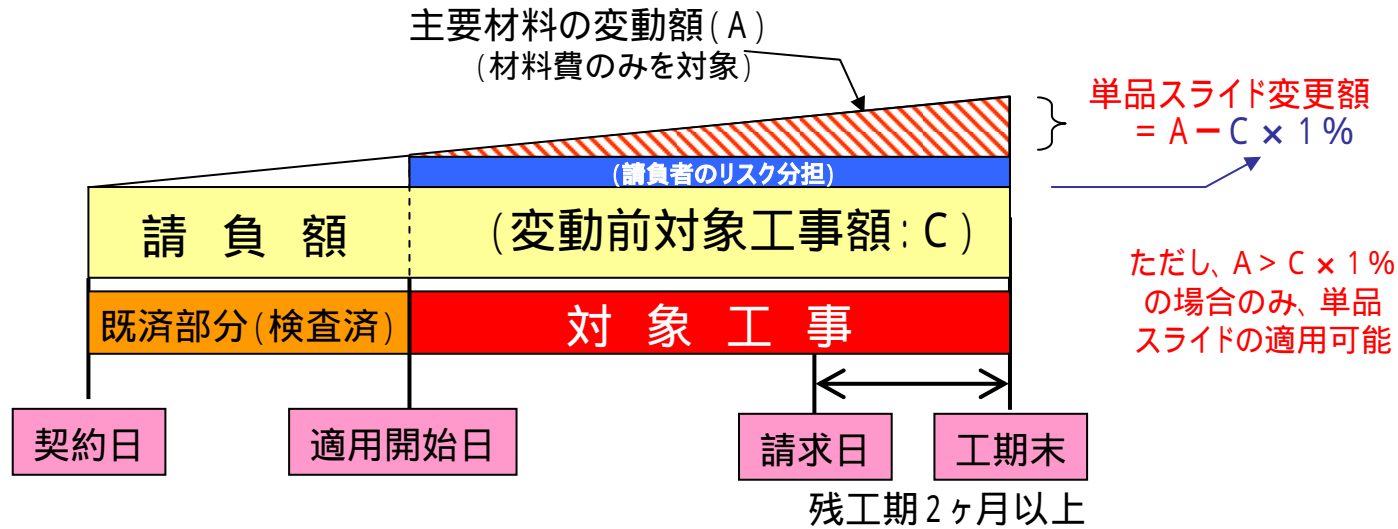 主要材料の変動額(A)
(材料費のみを対象)
単品スライド変更額
= A － C × 1%
(請負者のリスク分担)
請 負 額
(変動前対象工事額:C)
ただし、A > C × 1%
の場合のみ、単品
スライドの適用可能
既済部分(検査済)
対 象 工 事
契約日
適用開始日
請求日
工期末
残工期2ヶ月以上